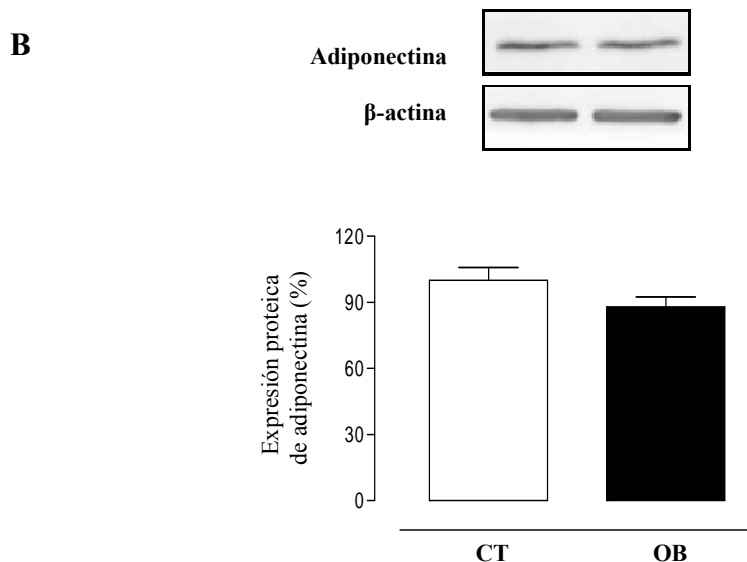 B
Adiponectina
β-actina
Expresión proteica
de adiponectina (%)
120
90
60
30
0
CT
OB